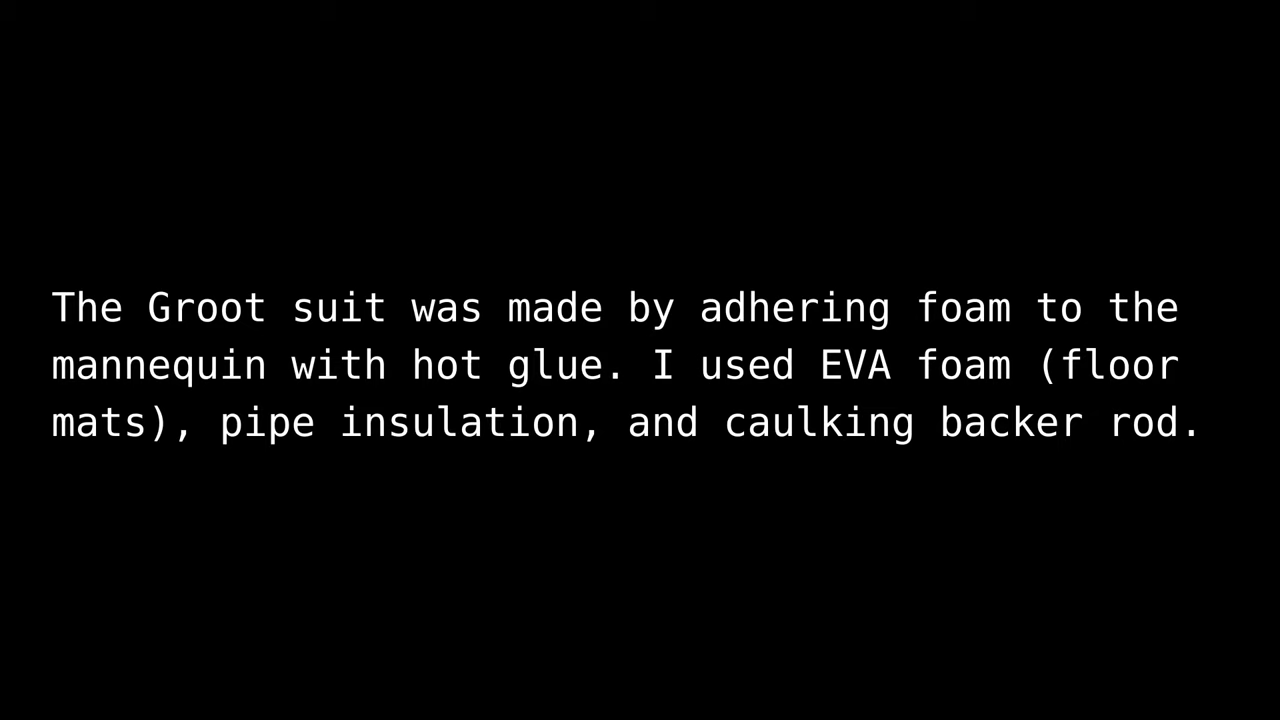 The Groot suit was made by adhering foam to the
mannequin with hot glue. I used EVA foam (floor
mats), pipe insulation, and caulking backer rod.